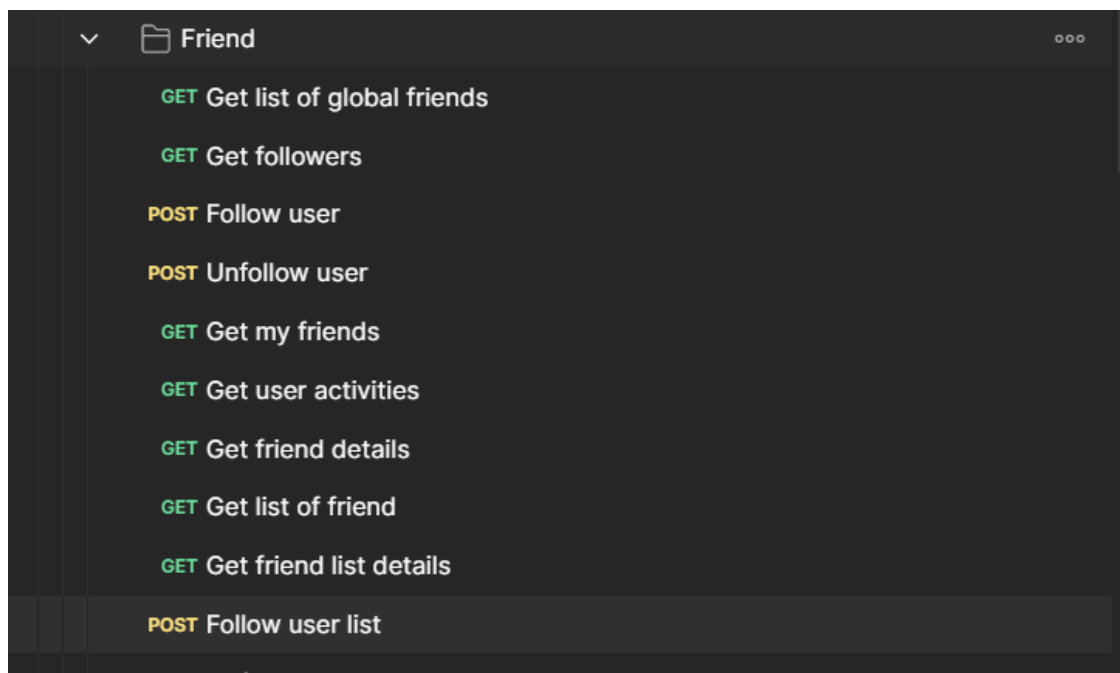 Friend
GET Get list of global friends
GET Get followers
POST Follow user
POST Unfollow user
GET Get my friends
GET Get user activities
GET Get friend details
GET Get list of friend
GET Get friend list details
POST Follow user list